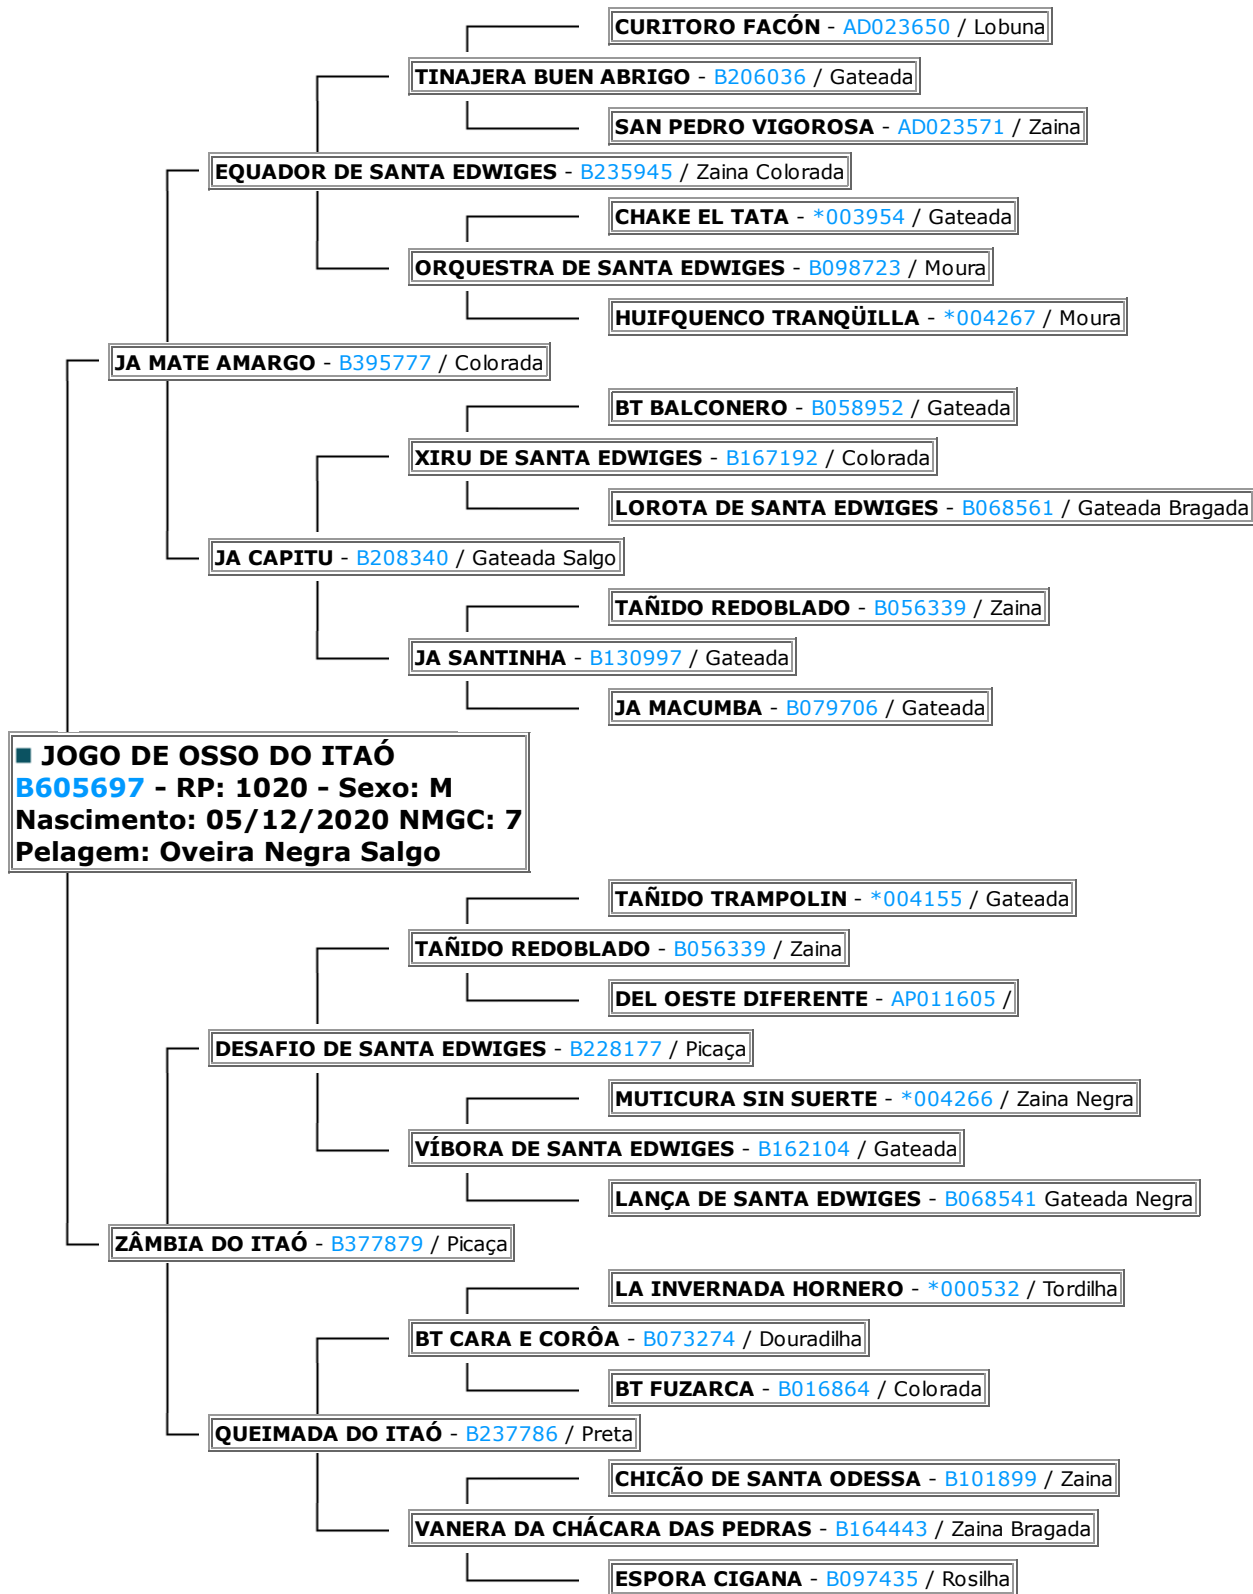 CURITORO FACÓN - AD023650 / Lobuna
TINAJERA BUEN ABRIGO - B206036 / Gateada
SAN PEDRO VIGOROSA - AD023571 / Zaina
EQUADOR DE SANTA EDWIGES - B235945 / Zaina Colorada
CHAKE EL TATA - *003954 / Gateada
ORQUESTRA DE SANTA EDWIGES - B098723 / Moura
HUIFQUENCO TRANQÜILLA - *004267 / Moura
JA MATE AMARGO - B395777 / Colorada
BT BALCONERO - B058952 / Gateada
XIRU DE SANTA EDWIGES - B167192 / Colorada
LOROTA DE SANTA EDWIGES - B068561 / Gateada Bragada
JA CAPITU - B208340 / Gateada Salgo
TAÑIDO REDOBLADO - B056339 / Zaina
JA SANTINHA - B130997 / Gateada
JA MACUMBA - B079706 / Gateada
JOGO DE OSSO DO ITAÓ
B605697 - RP: 1020 - Sexo: M
Nascimento: 05/12/2020 NMGC: 7
Pelagem: Oveira Negra Salgo
TAÑIDO TRAMPOLIN - *004155 / Gateada
TAÑIDO REDOBLADO - B056339 / Zaina
DEL OESTE DIFERENTE - AP011605 /
DESAFIO DE SANTA EDWIGES - B228177 / Picaça
MUTICURA SIN SUERTE - *004266 / Zaina Negra
VÍBORA DE SANTA EDWIGES - B162104 / Gateada
LANÇA DE SANTA EDWIGES - B068541 Gateada Negra
ZÂMBIA DO ITAÓ - B377879 / Picaça
LA INVERNADA HORNERO - *000532 / Tordilha
BT CARA E CORÔA - B073274 / Douradilha
BT FUZARCA - B016864 / Colorada
QUEIMADA DO ITAÓ - B237786 / Preta
CHICÃO DE SANTA ODESSA - B101899 / Zaina
VANERA DA CHÁCARA DAS PEDRAS - B164443 / Zaina Bragada
ESPORA CIGANA - B097435 / Rosilha